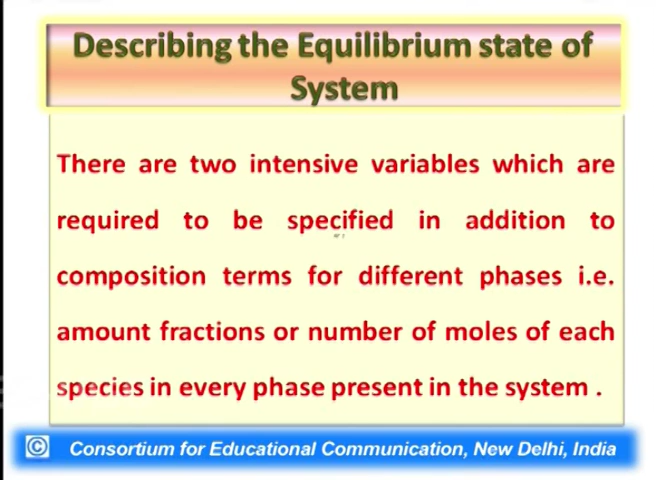 Describing the Equilibrium state of
System
There are two intensive variables which are
required to be specified in addition to
composition terms for different phases i.e.
amount fractions or number of moles of each
species in every phase present in the system .
© Consortium for Educational Communication, New Delhi, India